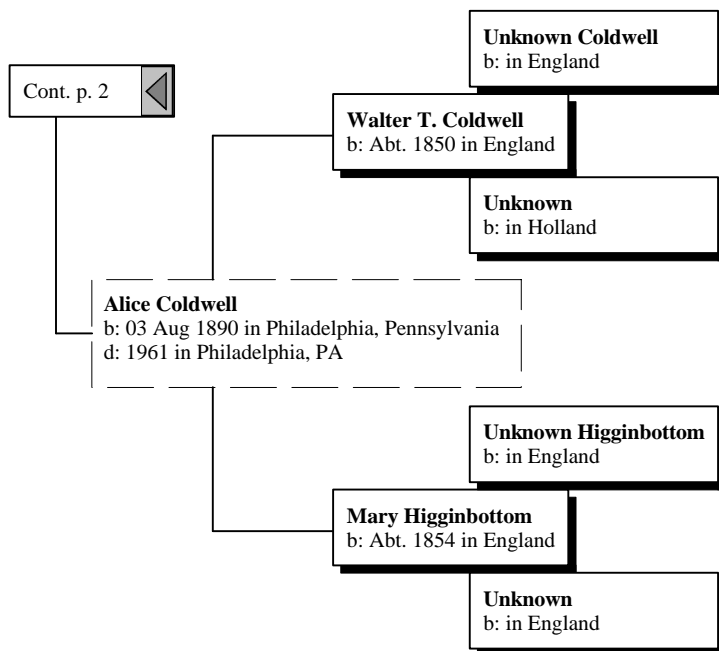 Unknown Coldwell
b: in England
Cont. p. 2
Walter T. Coldwell
b: Abt. 1850 in England
Unknown
b: in Holland
Alice Coldwell
b: 03 Aug 1890 in Philadelphia, Pennsylvania
d: 1961 in Philadelphia, PA
Unknown Higginbottom
b: in England
Mary Higginbottom
b: Abt. 1854 in England
Unknown
b: in England